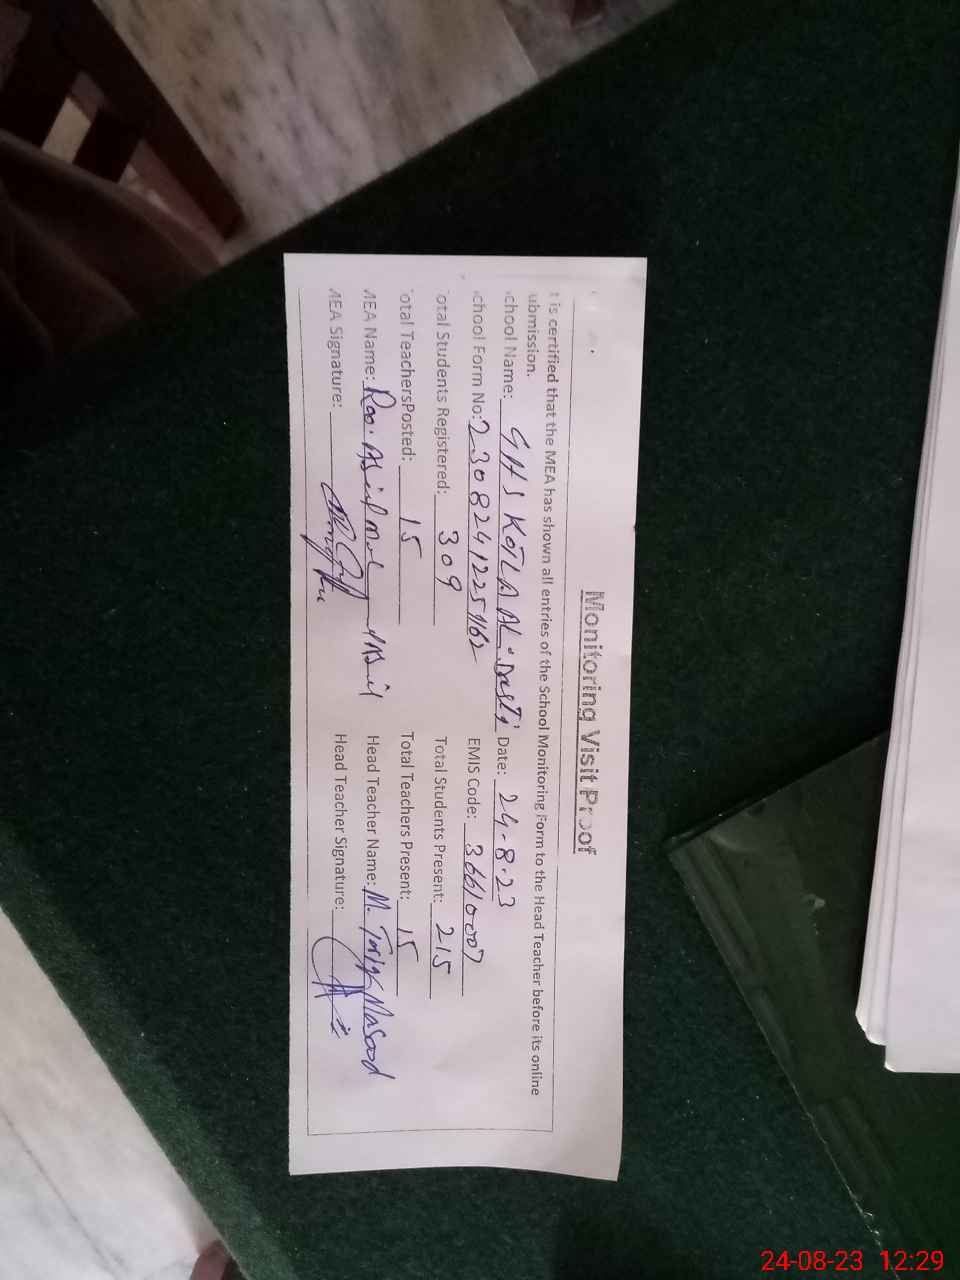 Monitoring Visit Proof
t is certified that the MEA has shown all entries of the School Monitoring Form to the Head Teacher before its online
ubmission.
chool Name: GHS KOTLA AL: Dasti Date: 24.8.23
chool Form No: EMIS Code: 36610007
otal Students Registered: 309 Total Students Present: 215
otal TeachersPosted: 15 Total Teachers Present: 15
MEA Name: Rao. Head Teacher Name: M. Tariq Masood
MEA Signature: Head Teacher Signature:
24-08-23 12:29